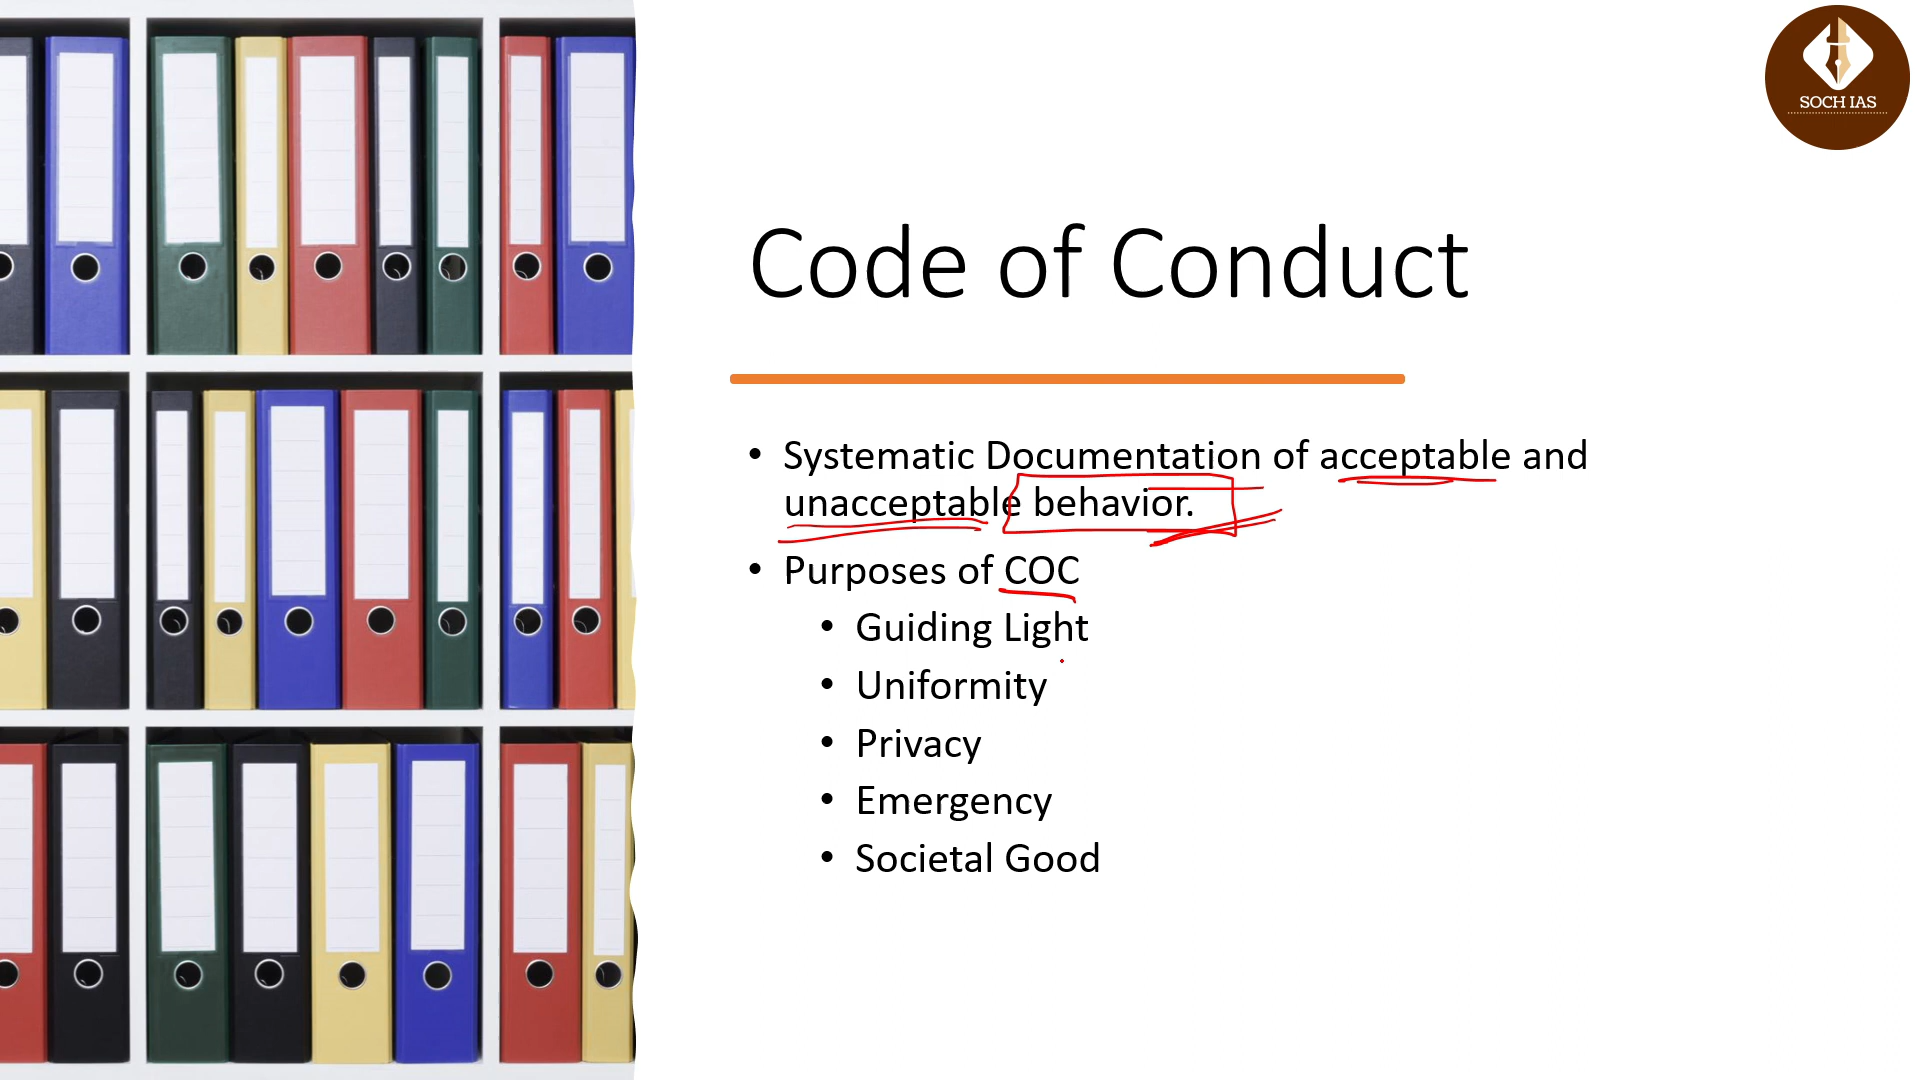 SOCH IAS
Code of Conduct
• Systematic Documentation of acceptable and
unacceptable behavior.
• Purposes of COC
• Guiding Light
• Uniformity
• Privacy
• Emergency
• Societal Good